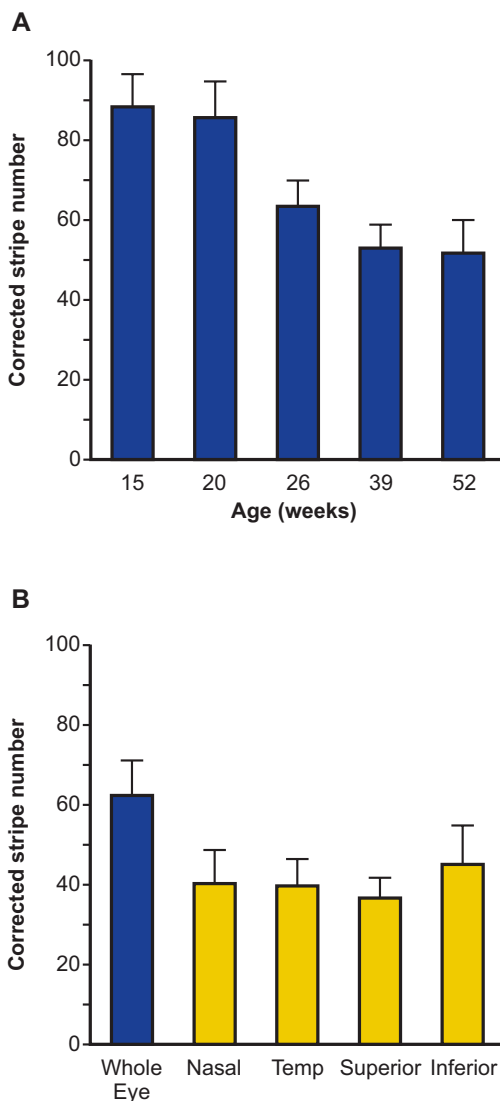 A
Corrected stripe number
100
80
60
40
20
0
15 20 26 39 52
Age (weeks)
B
Corrected stripe number
100
80
60
40
20
0
Whole Eye Nasal Temp Superior Inferior